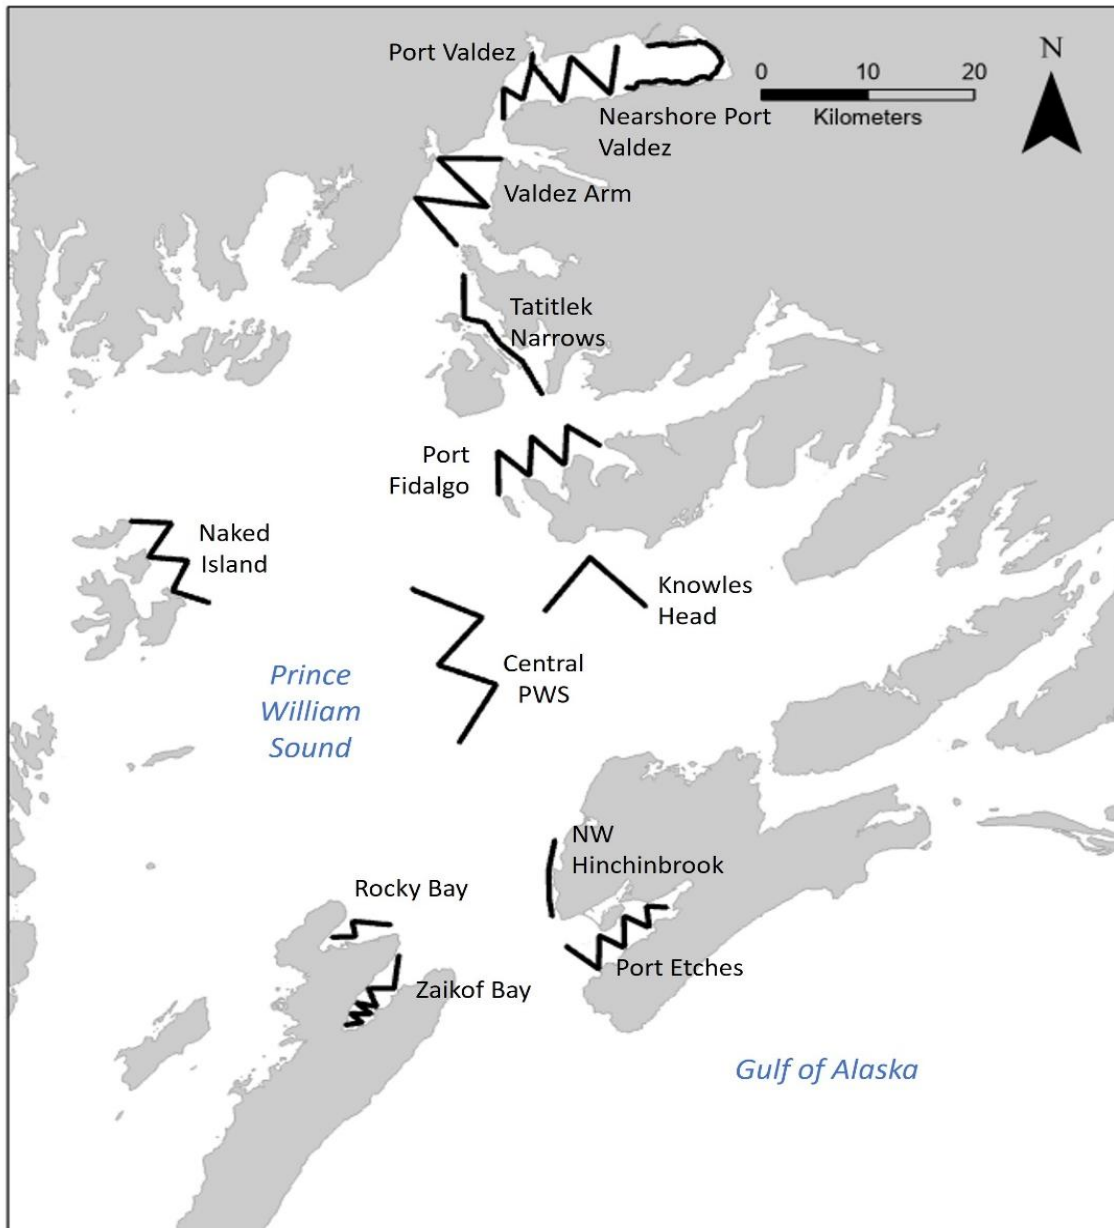 Port Valdez
N
0
10
20
Kilometers
Nearshore Port
Valdez
Valdez Arm
Tatitlek
Narrows
Port
Fidalgo
Naked
Island
Knowles
Head
Central
PWS
Prince
William
Sound
NW
Hinchinbrook
Rocky Bay
Port Etches
Zaikof Bay
Gulf of Alaska